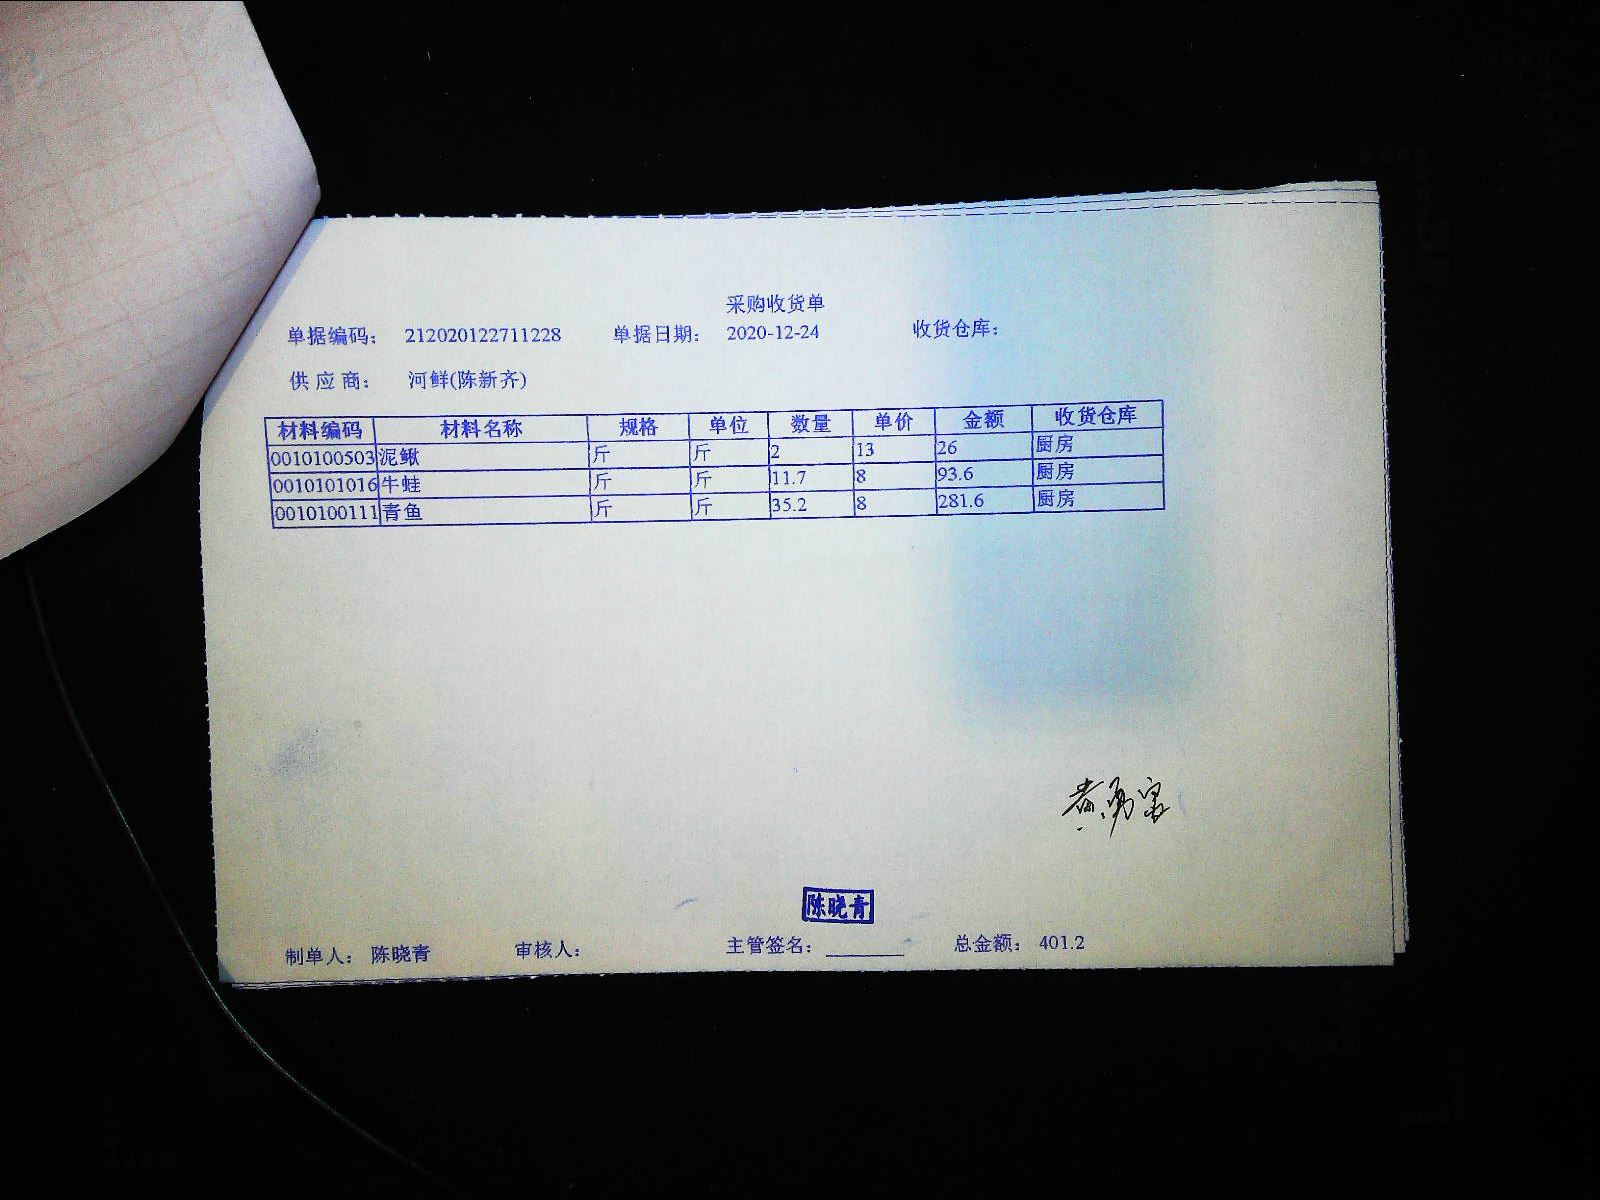 采购收货单
单据编码： 212020122711228 单据日期： 2020-12-24 收货仓库：
供应商： 河鲜(陈新齐)
材料编码 材料名称 规格 单位 数量 单价 金额 收货仓库
0010100503 泥鳅 斤 斤 2 13 26 厨房
0010101016 牛蛙 斤 斤 11.7 8 93.6 厨房
0010100111 青鱼 斤 斤 35.2 8 281.6 厨房
陈晓青
制单人： 陈晓青 审核人： 主管签名： 总金额： 401.2